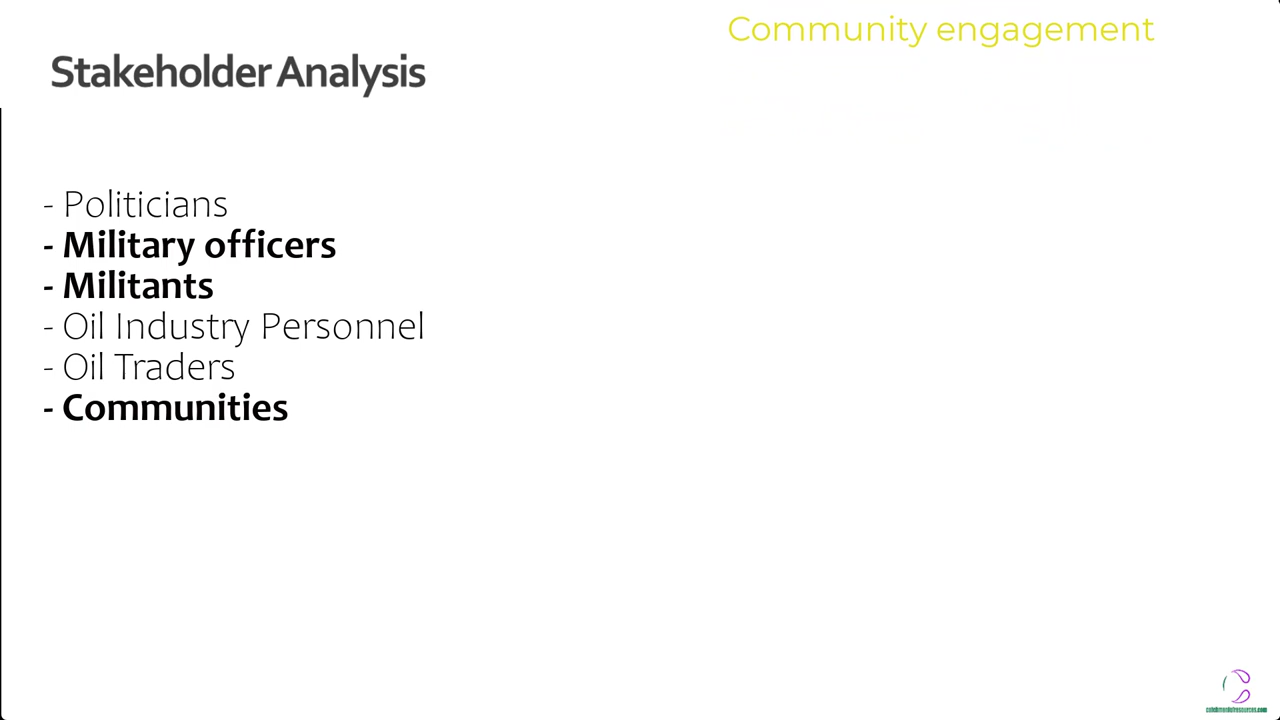 Community engagement
Stakeholder Analysis
- Politicians
- Military officers
- Militants
- Oil Industry Personnel
- Oil Traders
- Communities